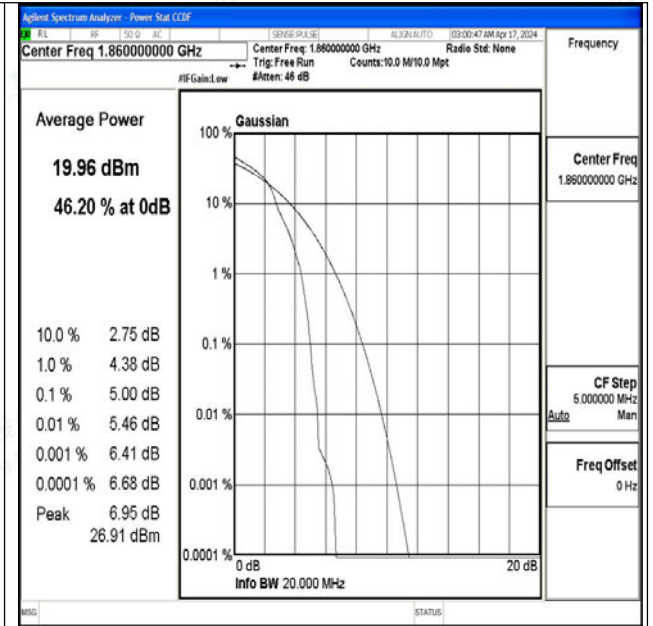 Agilent Spectrum Analyzer - Power Stat CCDF
RL RF 50 Ω AC SENSE:PULSE ALIGN AUTO 03:00:47 AM Apr 17, 2024
Center Freq 1.860000000 GHz
Center Freq: 1.860000000 GHz Radio Std: None
Trig: Free Run Counts:10.0 M/10.0 Mpt
#IFGain:Low #Atten: 46 dB
Frequency
Average Power
19.96 dBm
46.20 % at 0dB
10.0 % 2.75 dB
1.0 % 4.38 dB
0.1 % 5.00 dB
0.01 % 5.46 dB
0.001 % 6.41 dB
0.0001 % 6.68 dB
Peak 6.95 dB
26.91 dBm
Gaussian
100 %
10 %
1 %
0.1 %
0.01 %
0.001 %
0.0001 %
0 dB 20 dB
Info BW 20.000 MHz
Center Freq
1.860000000 GHz
CF Step
5.000000 MHz
Auto Man
Freq Offset
0 Hz
MSG STATUS